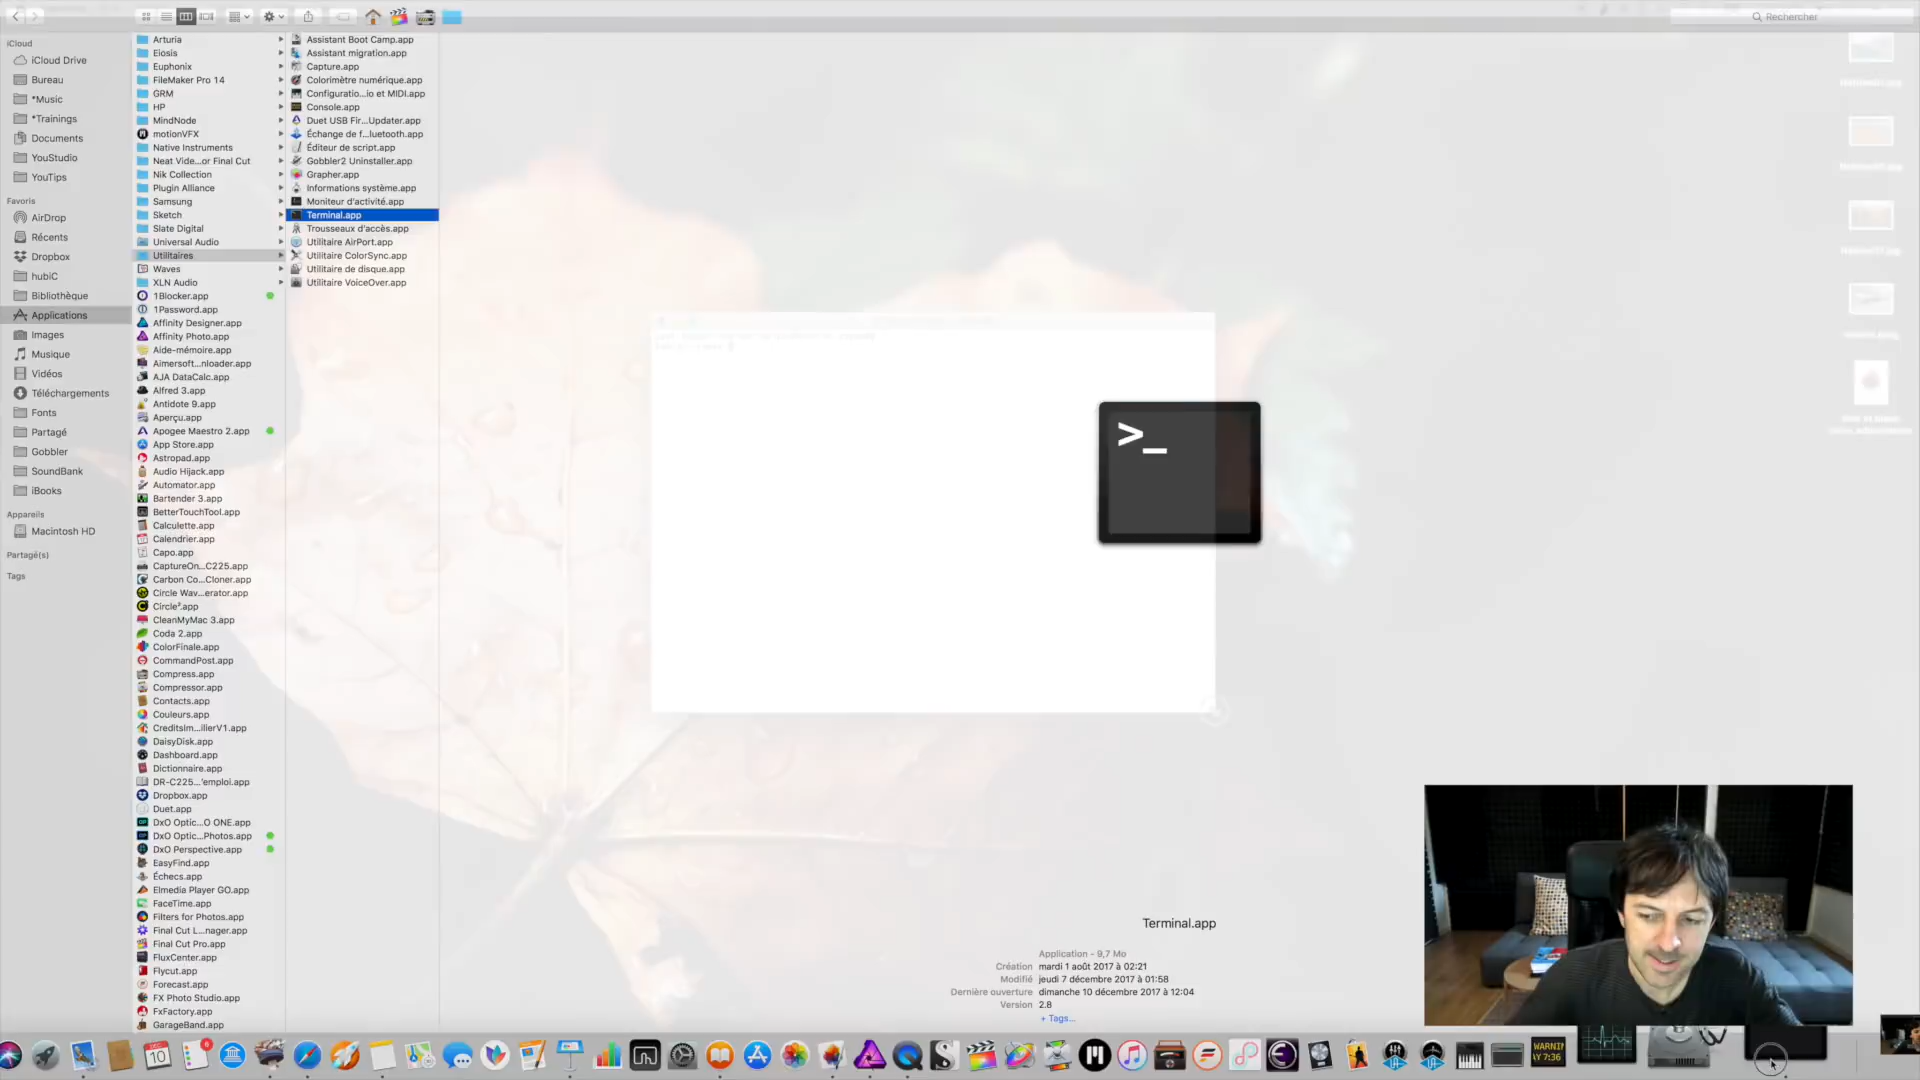 Rechercher
iCloud
iCloud Drive
Bureau
*Music
*Trainings
Documents
YouStudio
YouTips
Favoris
AirDrop
Récents
Dropbox
hubiC
Bibliothèque
Applications
Images
Musique
Vidéos
Téléchargements
Fonts
Partagé
Gobbler
SoundBank
iBooks
Appareils
Macintosh HD
Partagé(s)
Tags
Arturia
Eiosis
Euphonix
FileMaker Pro 14
GRM
HP
MindNode
motionVFX
Native Instruments
Neat Vide...or Final Cut
Nik Collection
Plugin Alliance
Samsung
Sketch
Slate Digital
Universal Audio
Utilitaires
Waves
XLN Audio
1Blocker.app
1Password.app
Affinity Designer.app
Affinity Photo.app
Aide-mémoire.app
Aimersoft...nloader.app
AJA DataCalc.app
Alfred 3.app
Antidote 9.app
Aperçu.app
Apogee Maestro 2.app
App Store.app
Astropad.app
Audio Hijack.app
Automator.app
Bartender 3.app
BetterTouchTool.app
Calculette.app
Calendrier.app
Capo.app
CaptureOn...C225.app
Carbon Co...Cloner.app
Circle Wav...erator.app
Circle².app
CleanMyMac 3.app
Coda 2.app
ColorFinale.app
CommandPost.app
Compress.app
Compressor.app
Contacts.app
Couleurs.app
CreditsIm...ilierV1.app
DaisyDisk.app
Dashboard.app
Dictionnaire.app
DR-C225...'emploi.app
Dropbox.app
Duet.app
DxO Optic...O ONE.app
DxO Optic...Photos.app
DxO Perspective.app
EasyFind.app
Échecs.app
Elmedia Player GO.app
FaceTime.app
Filters for Photos.app
Final Cut L...nager.app
Final Cut Pro.app
FluxCenter.app
Flycut.app
Forecast.app
FX Photo Studio.app
FxFactory.app
GarageBand.app
Assistant Boot Camp.app
Assistant migration.app
Capture.app
Colorimètre numérique.app
Configuratio...io et MIDI.app
Console.app
Duet USB Fir...Updater.app
Échange de f...luetooth.app
Éditeur de script.app
Gobbler2 Uninstaller.app
Grapher.app
Informations système.app
Moniteur d'activité.app
Terminal.app
Trousseaux d'accès.app
Utilitaire AirPort.app
Utilitaire ColorSync.app
Utilitaire de disque.app
Utilitaire VoiceOver.app
>_
Terminal.app
Application - 9,7 Mo
Création mardi 1 août 2017 à 02:21
Modifié jeudi 7 décembre 2017 à 01:58
Dernière ouverture dimanche 10 décembre 2017 à 12:04
Version 2.8
+ Tags...
DEC
10
WARNIN
AY 7:36